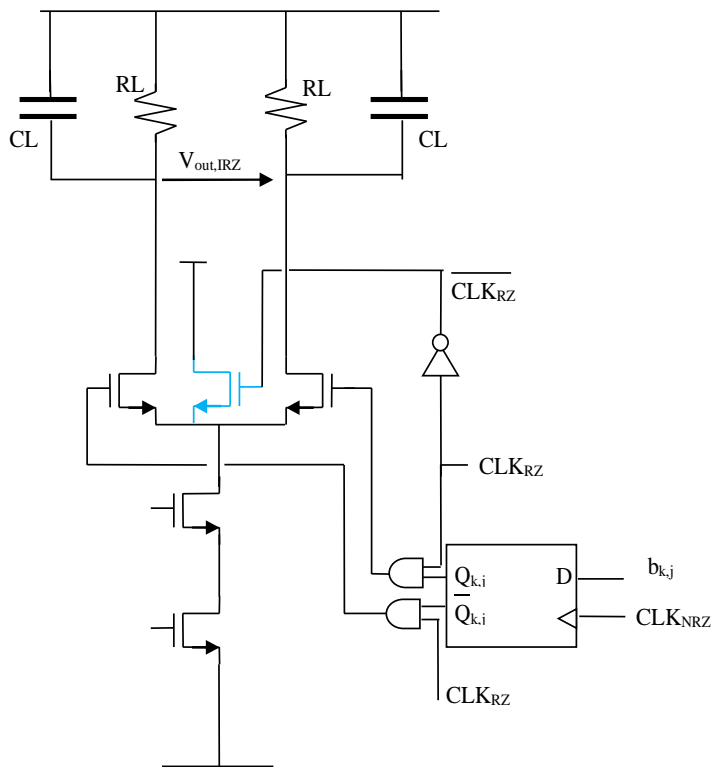 RL
RL
CL
CL
Vout,IRZ
CLKRZ
CLKRZ
Qk,j
D
bk,j
Qk,j
CLKNRZ
CLKRZ